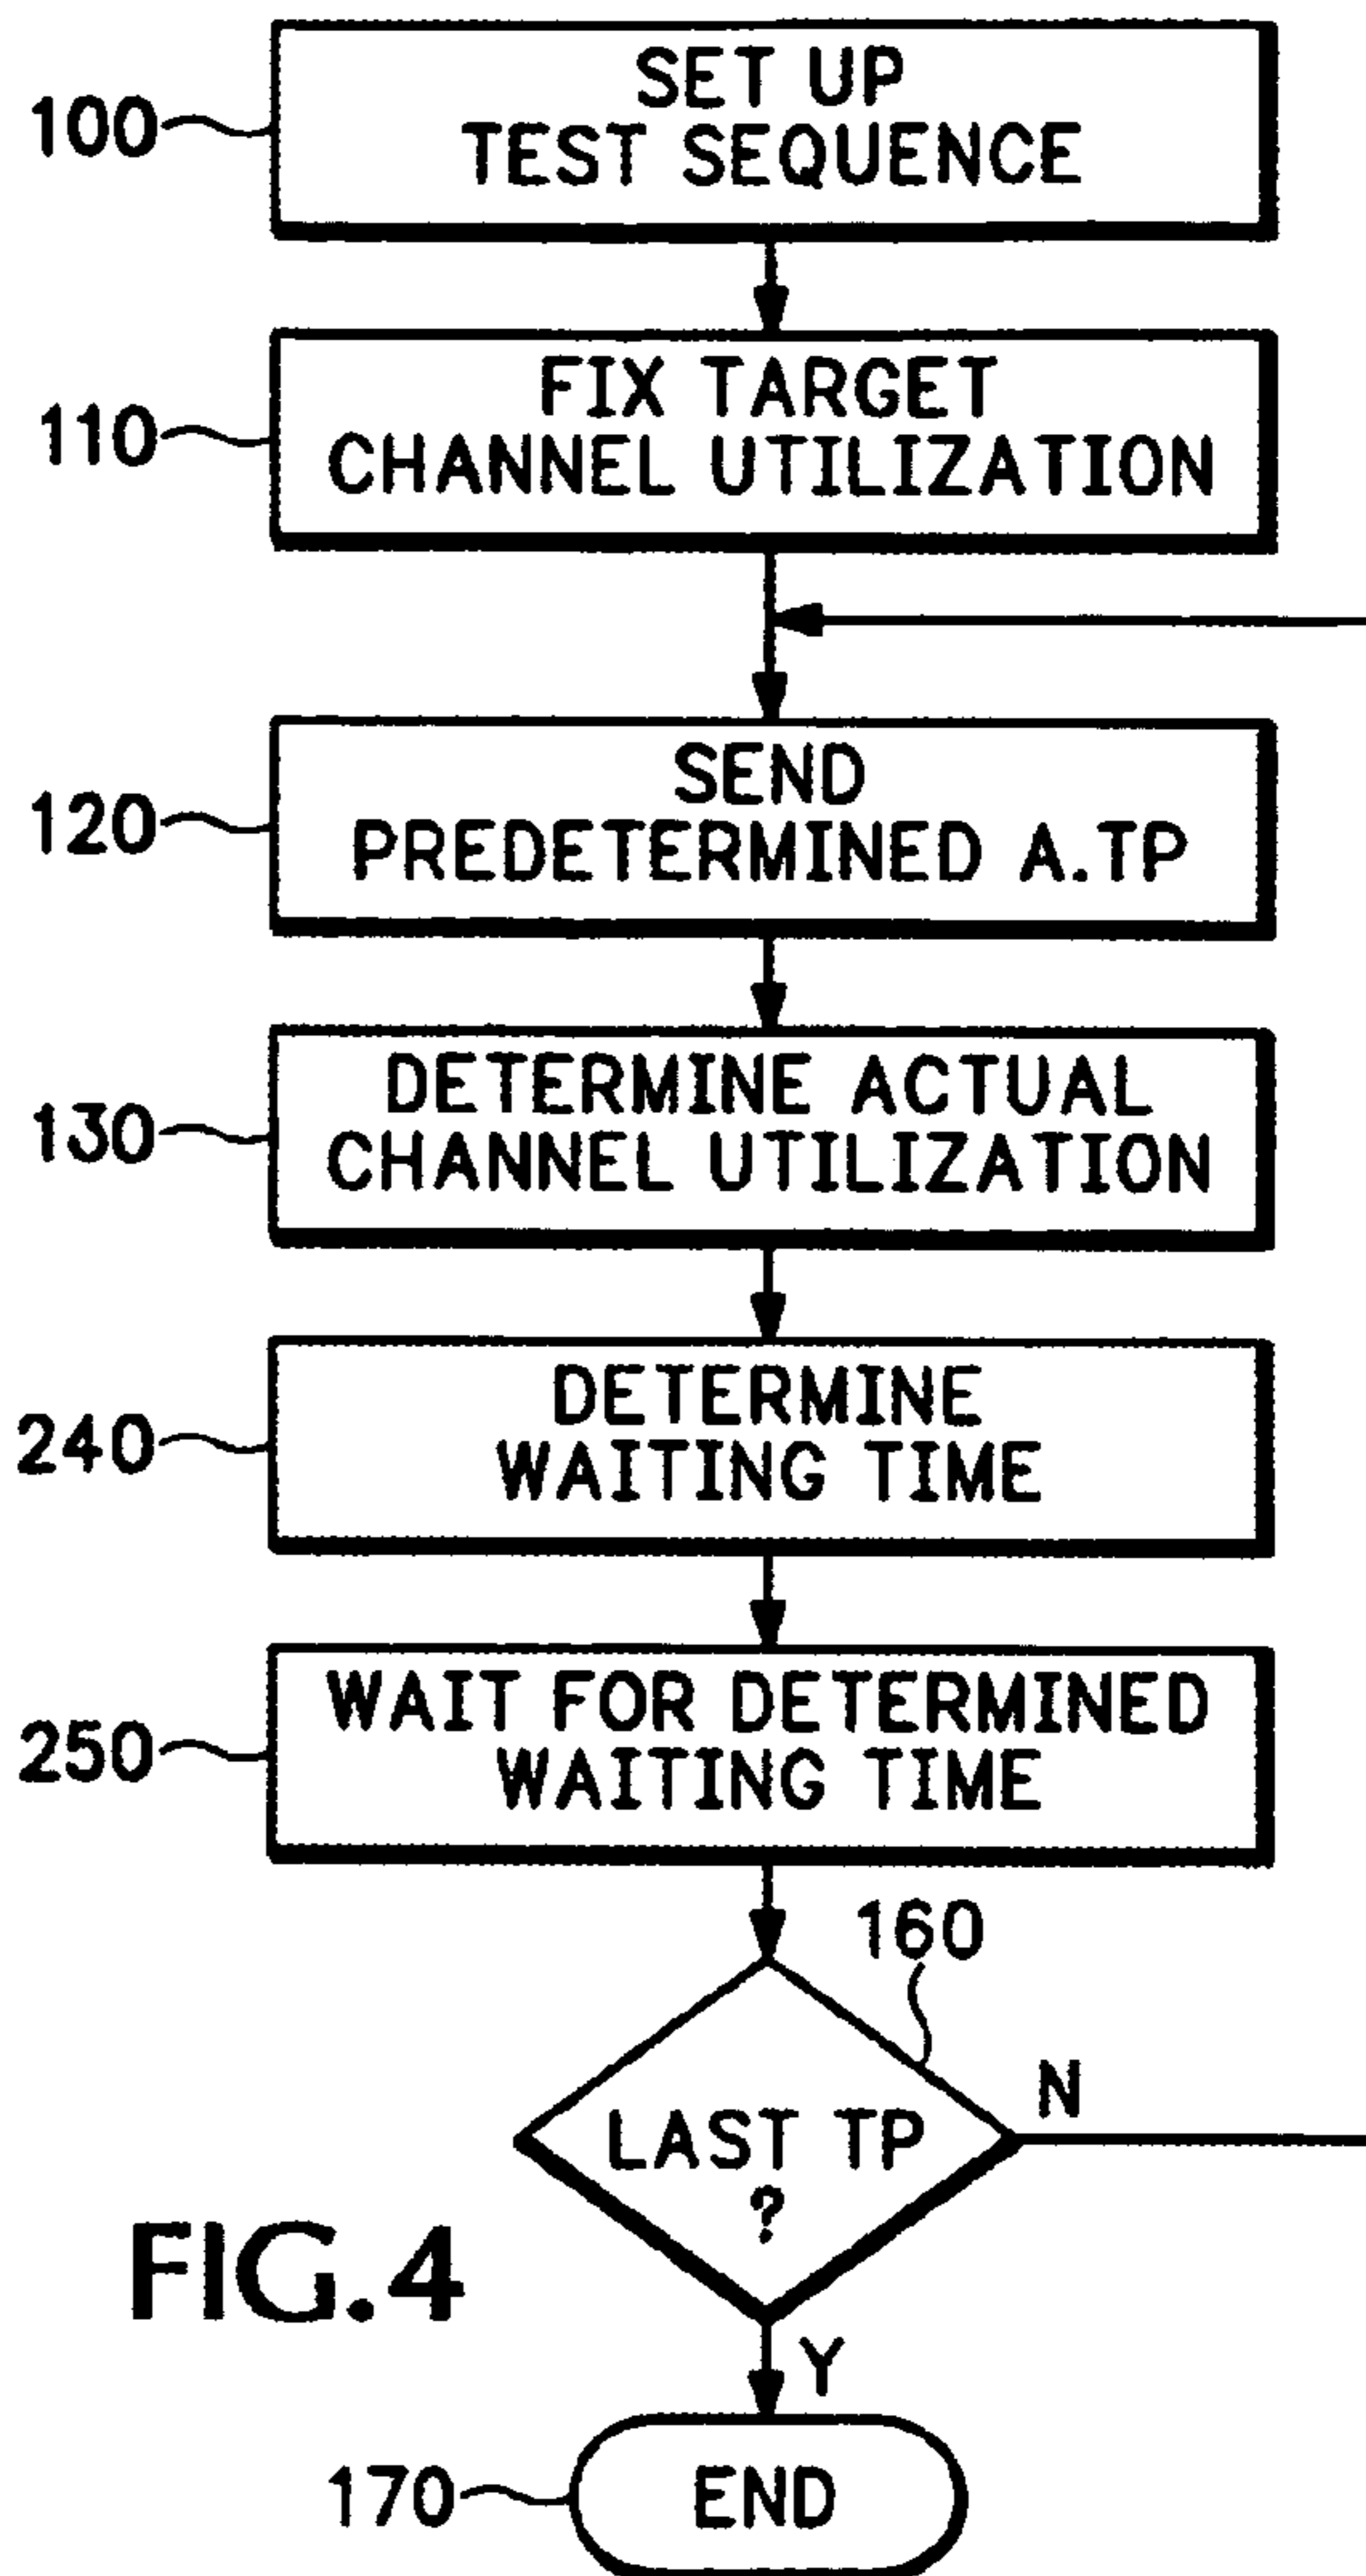 100
SET UP
TEST SEQUENCE
110
FIX TARGET
CHANNEL UTILIZATION
120
SEND
PREDETERMINED A.TP
130
DETERMINE ACTUAL
CHANNEL UTILIZATION
240
DETERMINE
WAITING TIME
250
WAIT FOR DETERMINED
WAITING TIME
160
N
LAST TP
?
FIG.4
Y
170
END